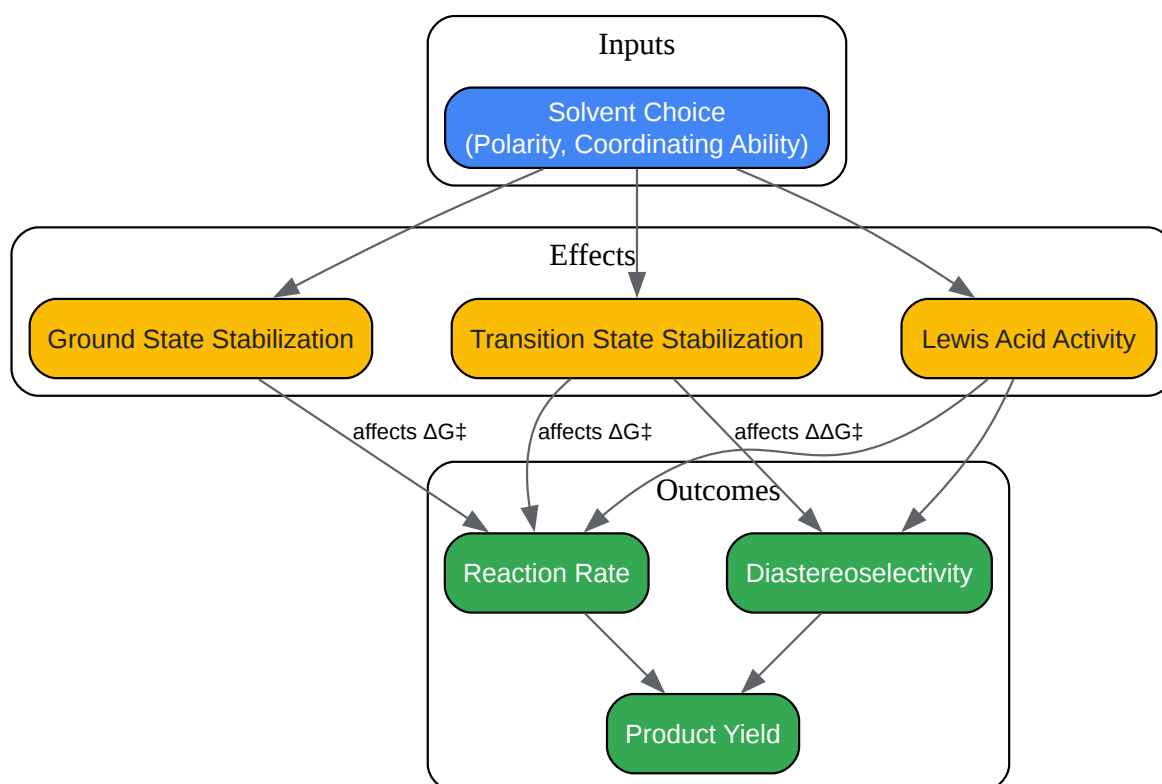 Inputs
Solvent Choice
(Polarity, Coordinating Ability)
Effects
Ground State Stabilization
Transition State Stabilization
Lewis Acid Activity
affects ΔG‡
affects ΔG‡
affects ΔΔG‡
Outcomes
Reaction Rate
Diastereoselectivity
Product Yield